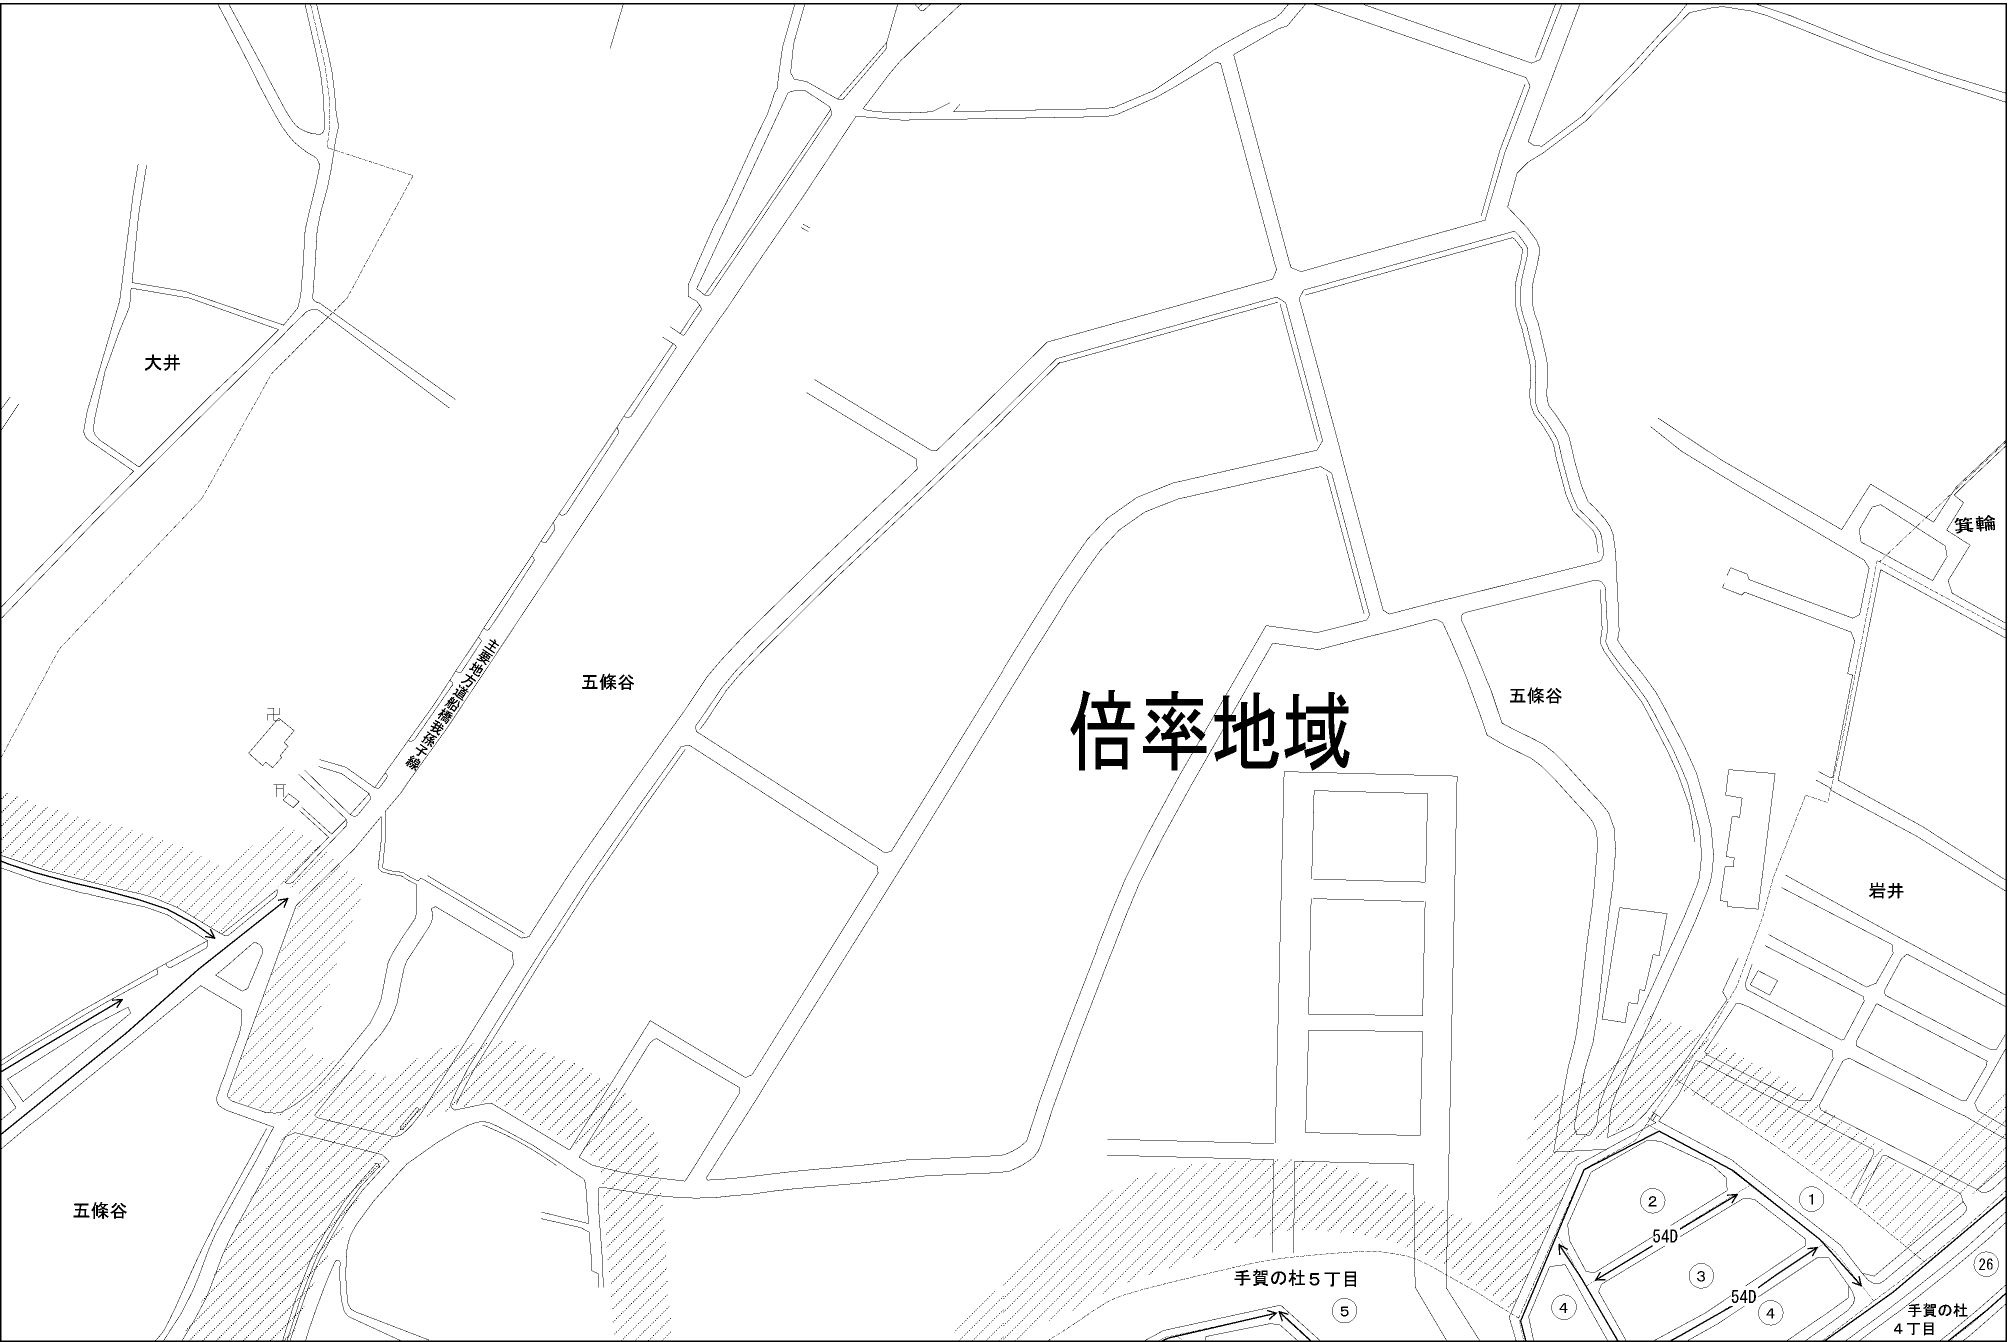 大井
箕輪
主要地方道船橋我孫子線
五條谷
五條谷
倍率地域
岩井
五條谷
2
1
54D
26
手賀の杜5丁目
3
54D
5
4
4
手賀の杜
4丁目